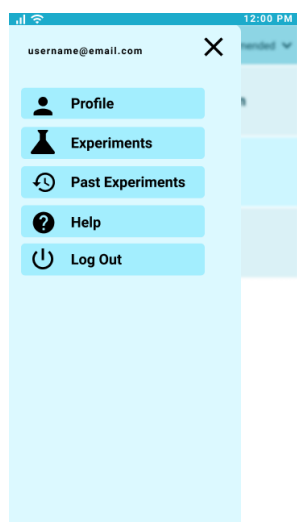 12:00 PM
username@email.com
Profile
Experiments
Past Experiments
Help
Log Out